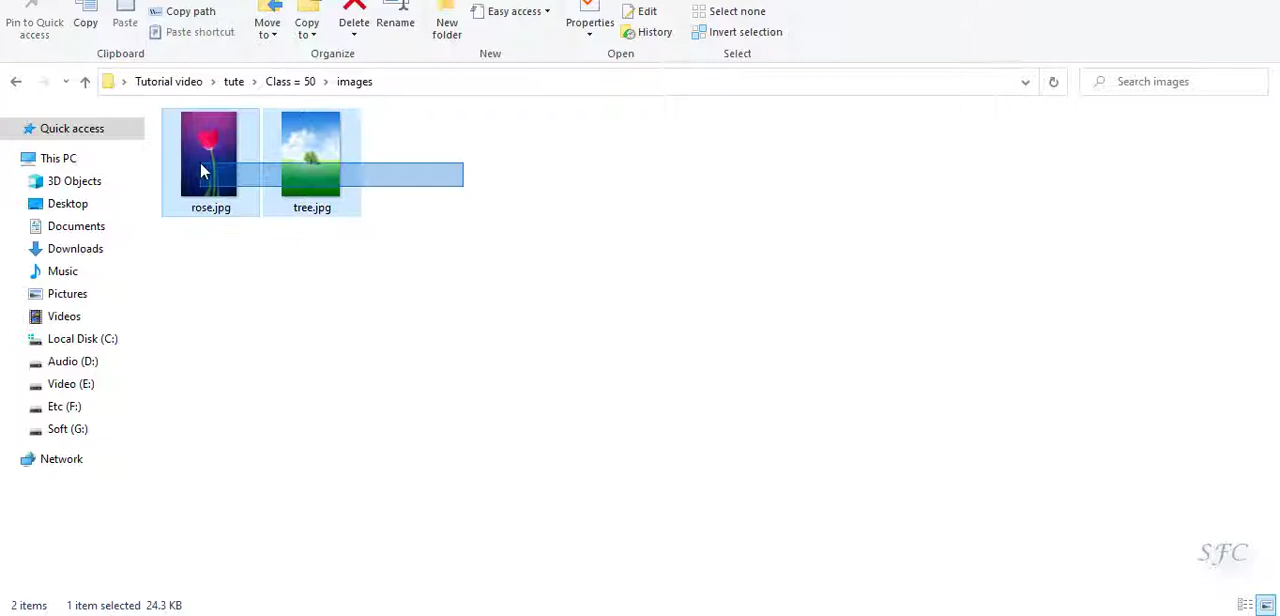 Pin to Quick access
Copy
Paste
Copy path
Paste shortcut
Clipboard
Move to
Copy to
Delete
Rename
Organize
New folder
Easy access
New
Properties
Edit
History
Open
Select none
Invert selection
Select
Tutorial video › tute › Class = 50 › images
Search images
Quick access
This PC
3D Objects
Desktop
Documents
Downloads
Music
Pictures
Videos
Local Disk (C:)
Audio (D:)
Video (E:)
Etc (F:)
Soft (G:)
Network
rose.jpg
tree.jpg
SFC
2 items
1 item selected 24.3 KB